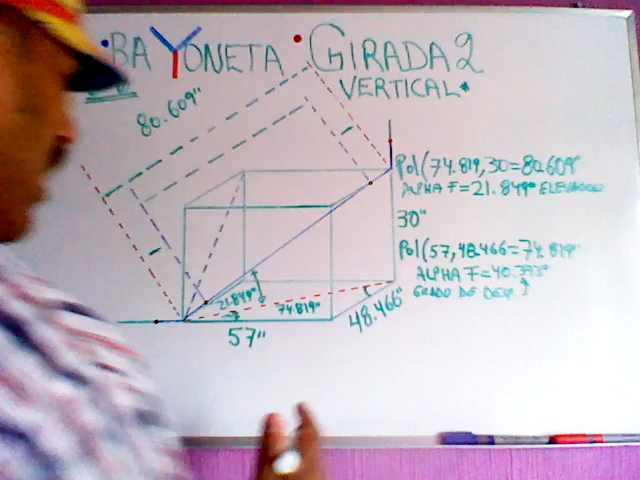 BAYONETA GIRADA 2
VERTICAL
80.609"
Pol(74.819,30=80.609"
ALPHA F=21.849° ELEVACION
30"
Pol(57,48.466=74.819"
ALPHA F=40.373°
GRADO DE DESP
21.849°
74.819"
48.466"
57"